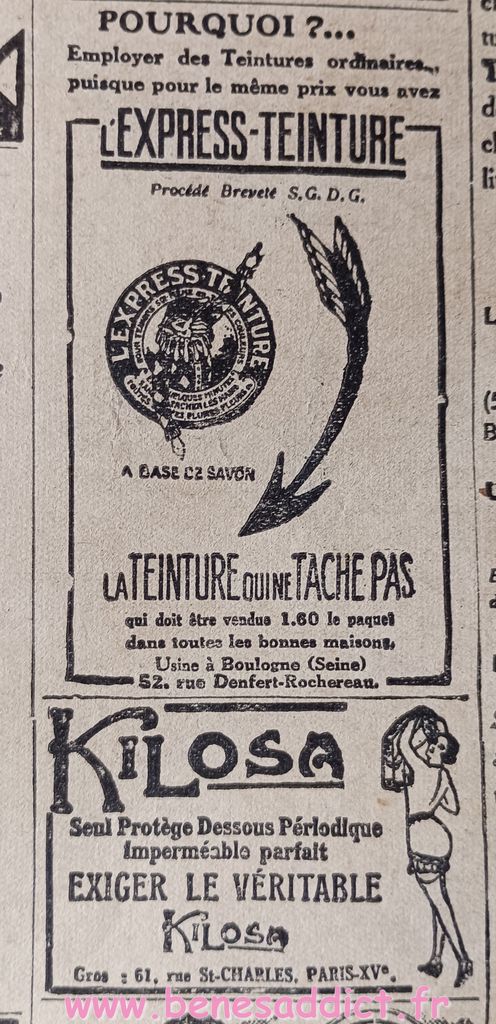 POURQUOI ?...
Employer des Teintures ordinaires...
puisque pour le même prix vous avez
L'EXPRESS-TEINTURE
Procédé Breveté S.G.D.G.
L'EXPRESS-TEINTURE
A BASE DE SAVON
LA TEINTURE QUI NE TACHE PAS
qui doit être vendue 1.60 le paquet
dans toutes les bonnes maisons.
Usine à Boulogne (Seine)
52. rue Denfert-Rochereau.
KILOSA
Seul Protège Dessous Périodique
Imperméable parfait
EXIGER LE VÉRITABLE
KILOSA
Gros : 61, rue St-CHARLES, PARIS-XVe.
www.benesaddict.fr